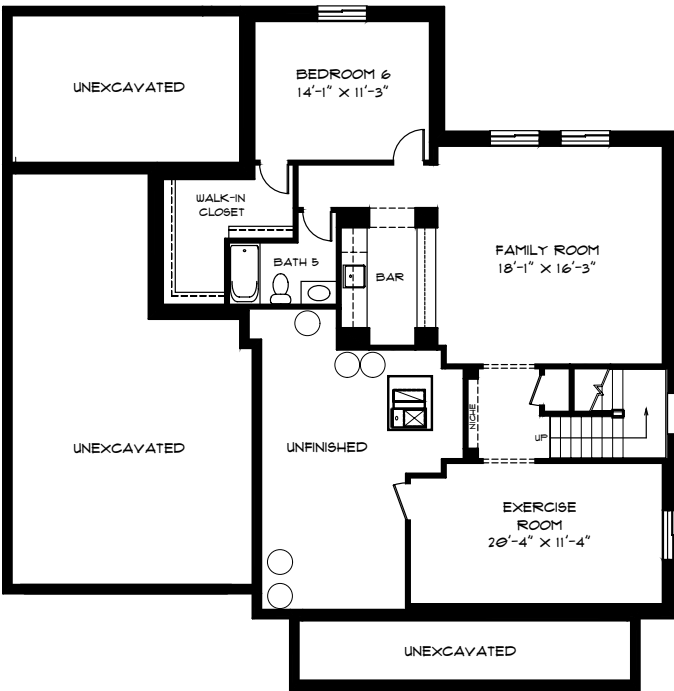 UNEXCAVATED
BEDROOM 6
14'-1" X 11'-3"
WALK-IN
CLOSET
BATH 5
BAR
FAMILY ROOM
18'-1" X 16'-3"
UNEXCAVATED
UNFINISHED
NICHE
UP
EXERCISE
ROOM
20'-4" X 11'-4"
UNEXCAVATED